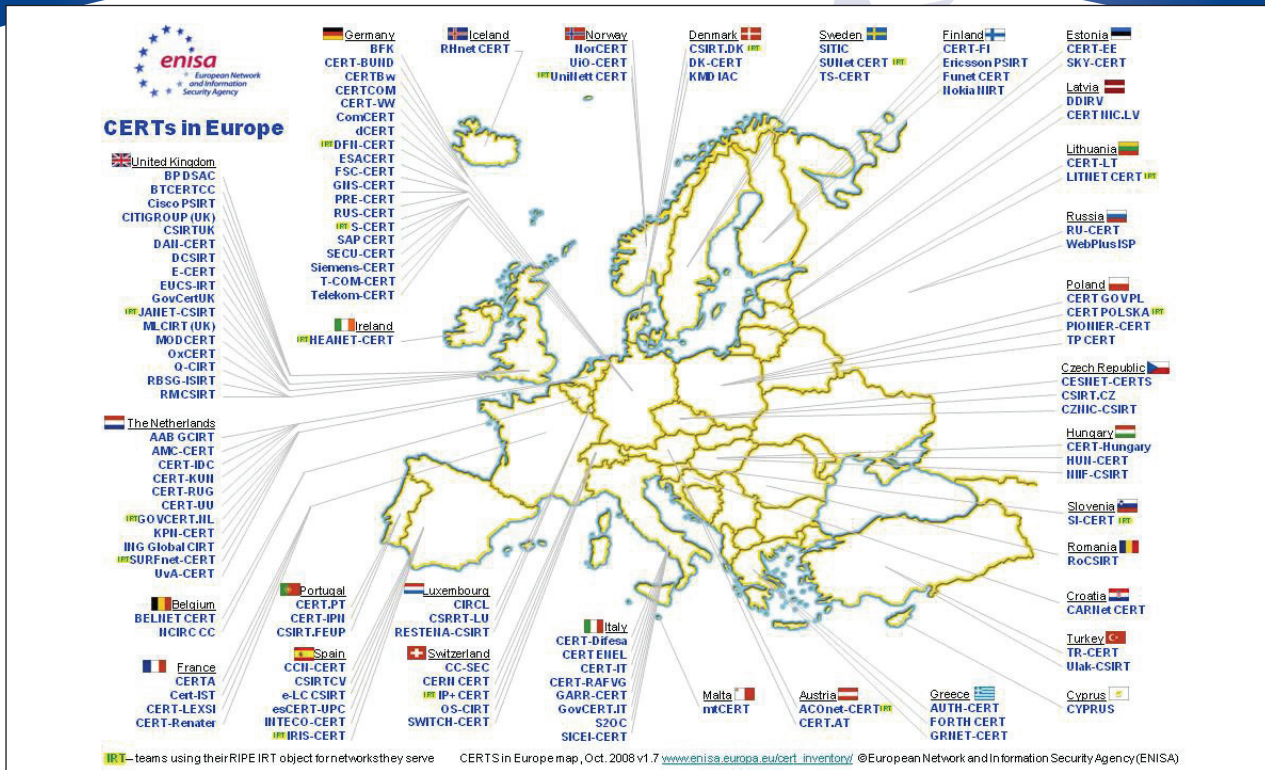 enisa
European Network
and Information
Security Agency
CERTs in Europe
United Kingdom
BP DSAC
BTCERTCC
Cisco PSIRT
CITIGROUP (UK)
CSIRTUK
DAN-CERT
DCSIRT
E-CERT
EUCS-IRT
GovCertUK
IRT JANET-CSIRT
MLCIRT (UK)
MODCERT
OxCERT
Q-CIRT
RBSG-ISIRT
RMCSIRT
The Netherlands
AAB GCIRT
AMC-CERT
CERT-IDC
CERT-KUN
CERT-RUG
CERT-UU
IRT GOVCERT.NL
KPN-CERT
ING Global CIRT
IRT SURFnet-CERT
UvA-CERT
Belgium
BELNET CERT
NCIRC CC
France
CERTA
Cert-IST
CERT-LEXSI
CERT-Renater
Germany
BFK
CERT-BUND
CERTBw
CERTCOM
CERT-VW
ComCERT
dCERT
IRT DFN-CERT
ESACERT
FSC-CERT
GNS-CERT
PRE-CERT
RUS-CERT
IRT S-CERT
SAP CERT
SECU-CERT
Siemens-CERT
T-COM-CERT
Telekom-CERT
Ireland
IRT HEANET-CERT
Iceland
RHnet CERT
Norway
NorCERT
UiO-CERT
IRT UniNett CERT
Denmark
CSIRT.DK IRT
DK-CERT
KMD IAC
Sweden
SITIC
SUNet CERT IRT
TS-CERT
Finland
CERT-FI
Ericsson PSIRT
Funet CERT
Nokia NIRT
Estonia
CERT-EE
SKY-CERT
Latvia
DDIRV
CERT NIC.LV
Lithuania
CERT-LT
LITNET CERT IRT
Russia
RU-CERT
WebPlus ISP
Poland
CERT GOV PL
CERT POLSKA IRT
PIONIER-CERT
TP CERT
Czech Republic
CESNET-CERTS
CSIRT.CZ
CZNIC-CSIRT
Hungary
CERT-Hungary
HUN-CERT
NIIF-CSIRT
Slovenia
SI-CERT IRT
Romania
RoCSIRT
Croatia
CARNet CERT
Turkey
TR-CERT
Ulak-CSIRT
Cyprus
CYPRUS
Portugal
CERT.PT
CERT-IPN
CSIRT.FEUP
Spain
CCN-CERT
CSIRTCV
e-LC CSIRT
esCERT-UPC
INTECO-CERT
IRT IRIS-CERT
Luxembourg
CIRCL
CSRRT-LU
RESTENA-CSIRT
Switzerland
CC-SEC
CERN CERT
IRT IP+ CERT
OS-CIRT
SWITCH-CERT
Italy
CERT-Difesa
CERT ENEL
CERT-IT
CERT-RAFVG
GARR-CERT
GovCERT.IT
S2OC
SICEI-CERT
Malta
mtCERT
Austria
ACOnet-CERT IRT
CERT.AT
Greece
AUTH-CERT
FORTH CERT
GRNET-CERT
IRT – teams using their RIPE IRT object for networks they serve CERTS in Europe map, Oct. 2008 v1.7 www.enisa.europa.eu/cert_inventory/ © European Network and Information Security Agency (ENISA)